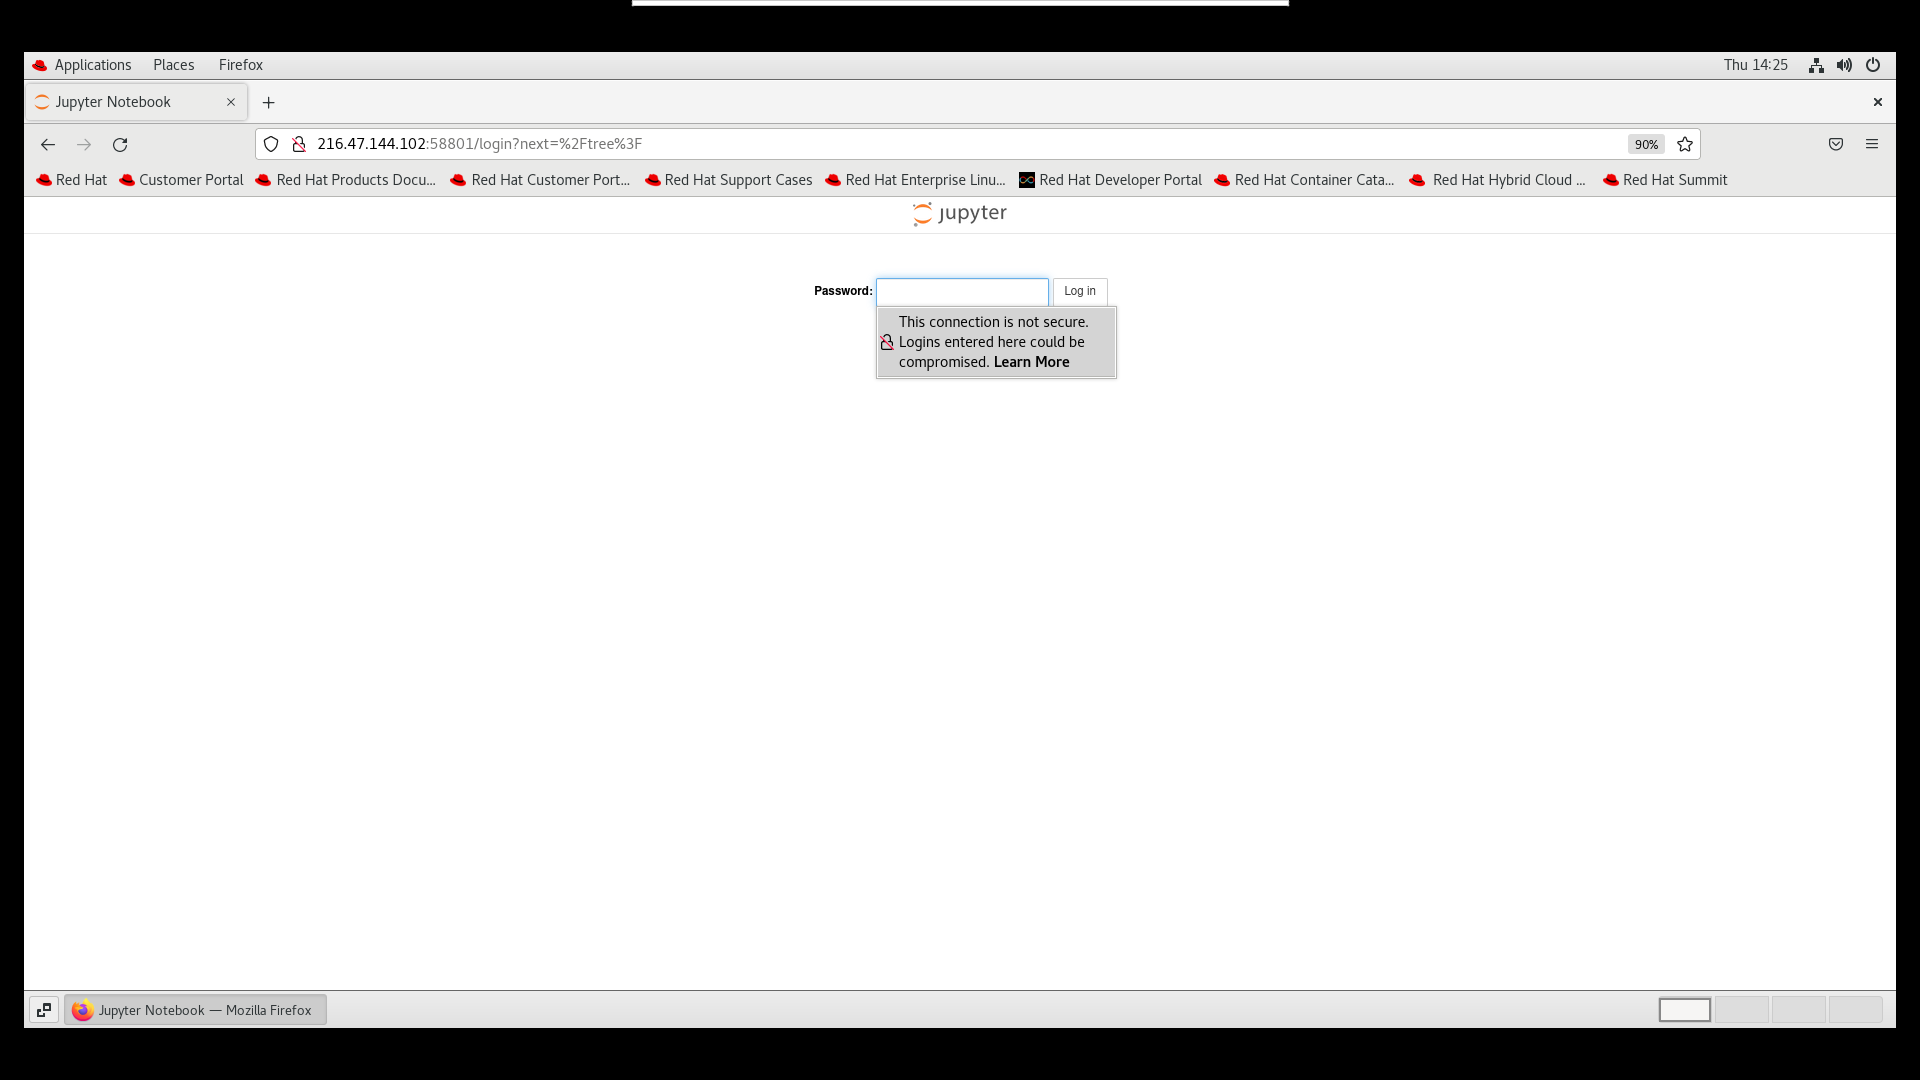 Applications Places Firefox Thu 14:25
Jupyter Notebook
216.47.144.102:58801/login?next=%2Ftree%3F 90%
Red Hat Customer Portal Red Hat Products Docu... Red Hat Customer Port... Red Hat Support Cases Red Hat Enterprise Linu... Red Hat Developer Portal Red Hat Container Cata... Red Hat Hybrid Cloud ... Red Hat Summit
jupyter
Password: Log in
This connection is not secure.
Logins entered here could be
compromised. Learn More
Jupyter Notebook — Mozilla Firefox